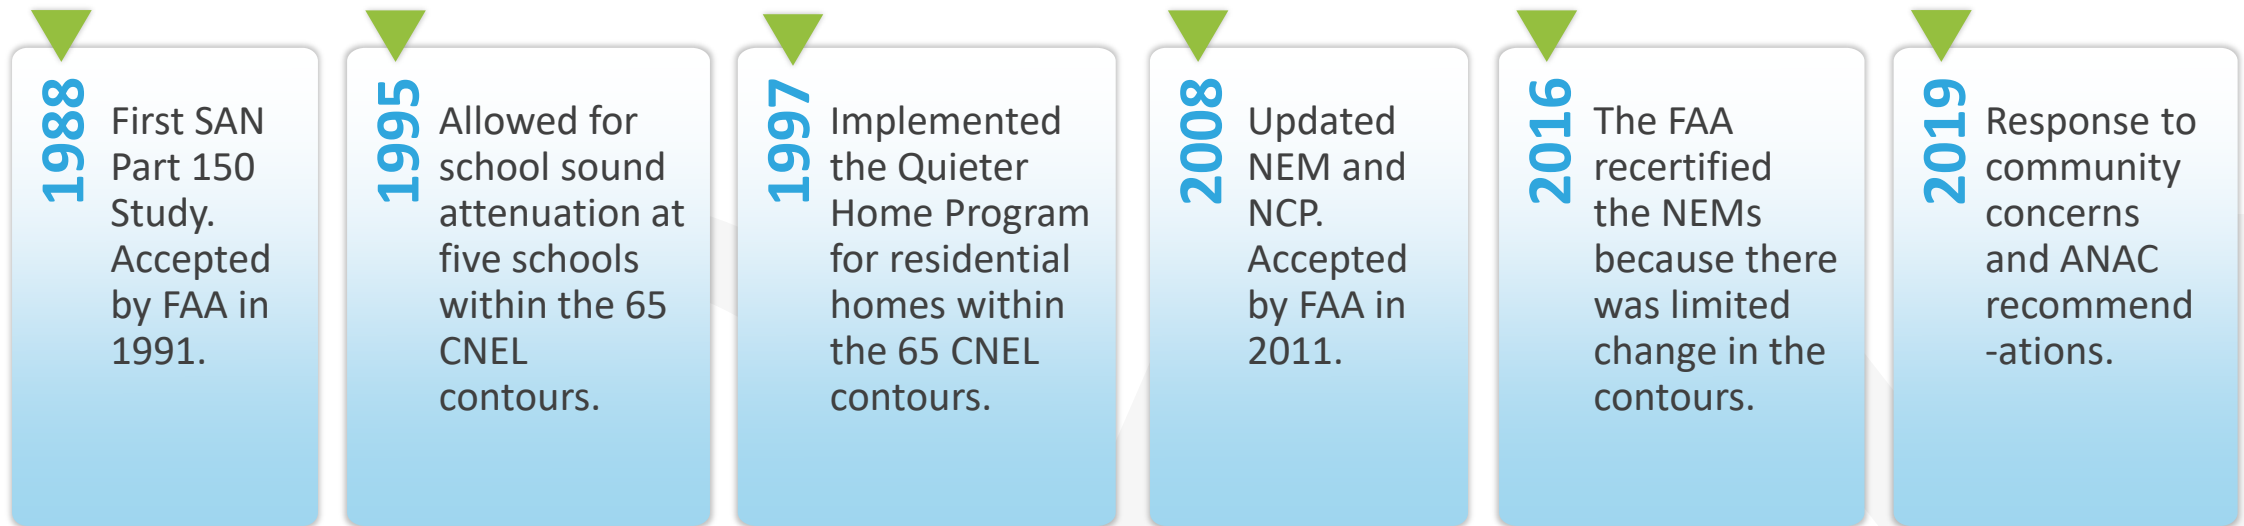 1988
First SAN
Part 150
Study.
Accepted
by FAA in
1991.
1995
Allowed for
school sound
attenuation at
five schools
within the 65
CNEL
contours.
1997
Implemented
the Quieter
Home Program
for residential
homes within
the 65 CNEL
contours.
2008
Updated
NEM and
NCP.
Accepted
by FAA in
2011.
2016
The FAA
recertified
the NEMs
because there
was limited
change in the
contours.
2019
Response to
community
concerns
and ANAC
recommend
-ations.